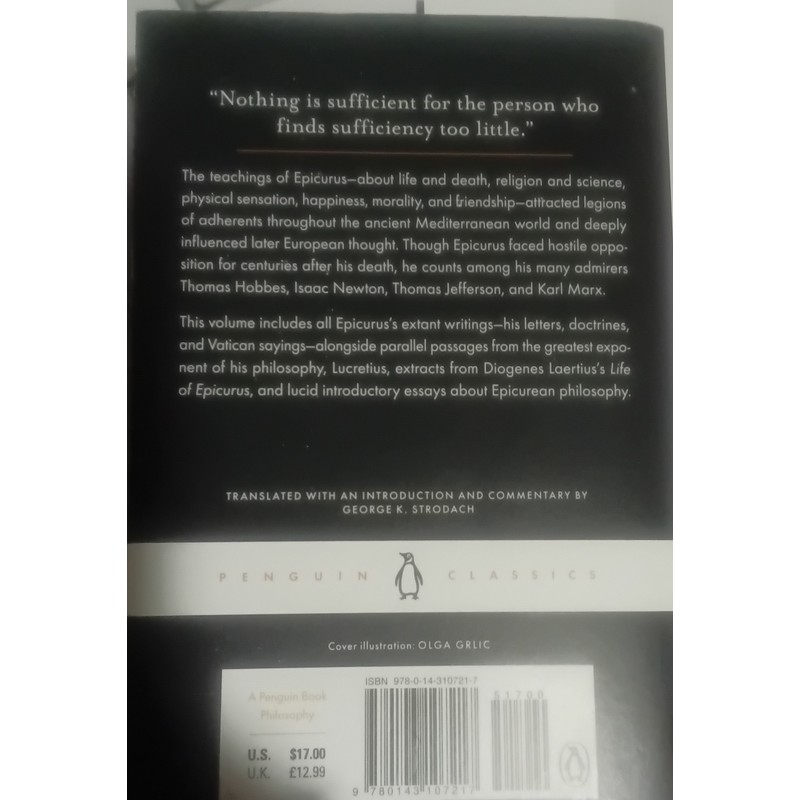 “Nothing is sufficient for the person who
finds sufficiency too little.”
The teachings of Epicurus—about life and death, religion and science,
physical sensation, happiness, morality, and friendship—attracted legions
of adherents throughout the ancient Mediterranean world and deeply
influenced later European thought. Though Epicurus faced hostile oppo-
sition for centuries after his death, he counts among his many admirers
Thomas Hobbes, Isaac Newton, Thomas Jefferson, and Karl Marx.
This volume includes all Epicurus’s extant writings—his letters, doctrines,
and Vatican sayings—alongside parallel passages from the greatest expo-
nent of his philosophy, Lucretius, extracts from Diogenes Laertius’s Life
of Epicurus, and lucid introductory essays about Epicurean philosophy.
TRANSLATED WITH AN INTRODUCTION AND COMMENTARY BY
GEORGE K. STRODACH
PENGUIN CLASSICS
Cover illustration: OLGA GRLIC
ISBN 978-0-14-310721-7
51700
A Penguin Book
Philosophy
U.S. $17.00
U.K. £12.99
9 780143 107217